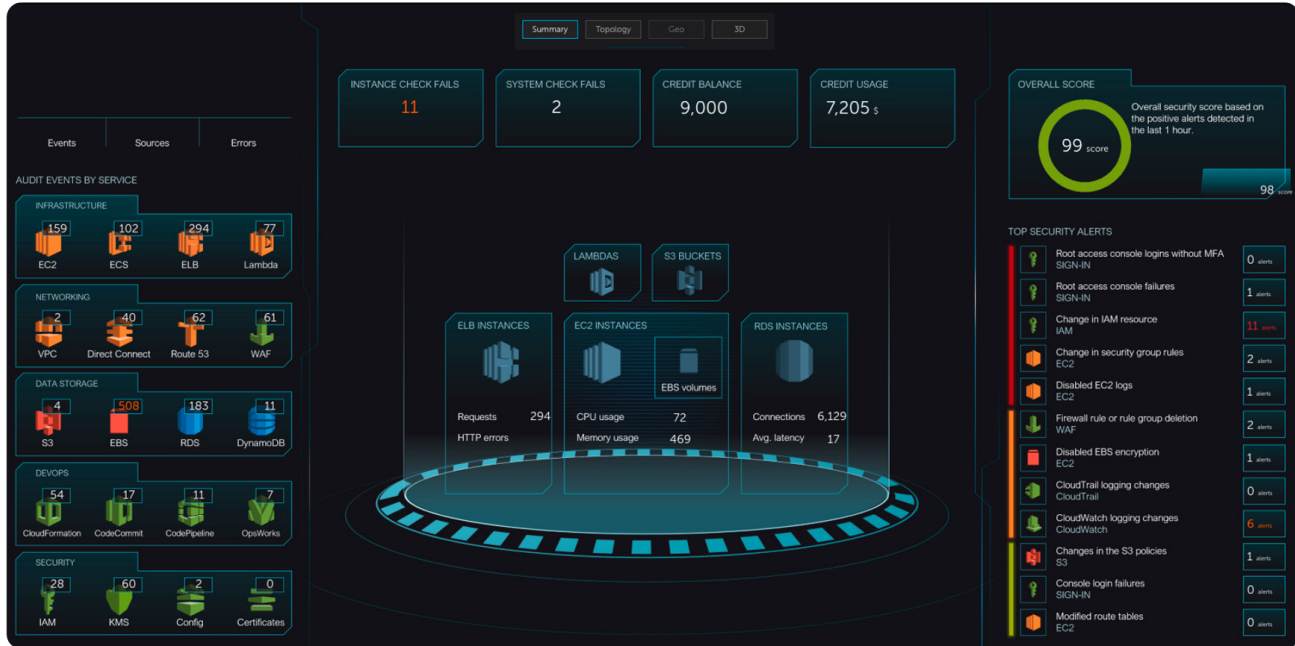 Summary
Topology
Geo
3D
Events
Sources
Errors
AUDIT EVENTS BY SERVICE
INFRASTRUCTURE
159
102
294
77
EC2
ECS
ELB
Lambda
NETWORKING
2
40
62
61
VPC
Direct Connect
Route 53
WAF
DATA STORAGE
4
508
183
11
S3
EBS
RDS
DynamoDB
DEVOPS
54
17
11
7
CloudFormation
CodeCommit
CodePipeline
OpsWorks
SECURITY
28
60
2
0
IAM
KMS
Config
Certificates
INSTANCE CHECK FAILS
11
SYSTEM CHECK FAILS
2
CREDIT BALANCE
9,000
CREDIT USAGE
7,205 $
LAMBDAS
S3 BUCKETS
ELB INSTANCES
Requests 294
HTTP errors
EC2 INSTANCES
EBS volumes
CPU usage 72
Memory usage 469
RDS INSTANCES
Connections 6,129
Avg. latency 17
OVERALL SCORE
99 score
Overall security score based on
the positive alerts detected in
the last 1 hour.
98 score
TOP SECURITY ALERTS
Root access console logins without MFA
SIGN-IN
0 alerts
Root access console failures
SIGN-IN
1 alerts
Change in IAM resource
IAM
11 alerts
Change in security group rules
EC2
2 alerts
Disabled EC2 logs
EC2
1 alerts
Firewall rule or rule group deletion
WAF
2 alerts
Disabled EBS encryption
EC2
1 alerts
CloudTrail logging changes
CloudTrail
0 alerts
CloudWatch logging changes
CloudWatch
6 alerts
Changes in the S3 policies
S3
1 alerts
Console login failures
SIGN-IN
0 alerts
Modified route tables
EC2
0 alerts